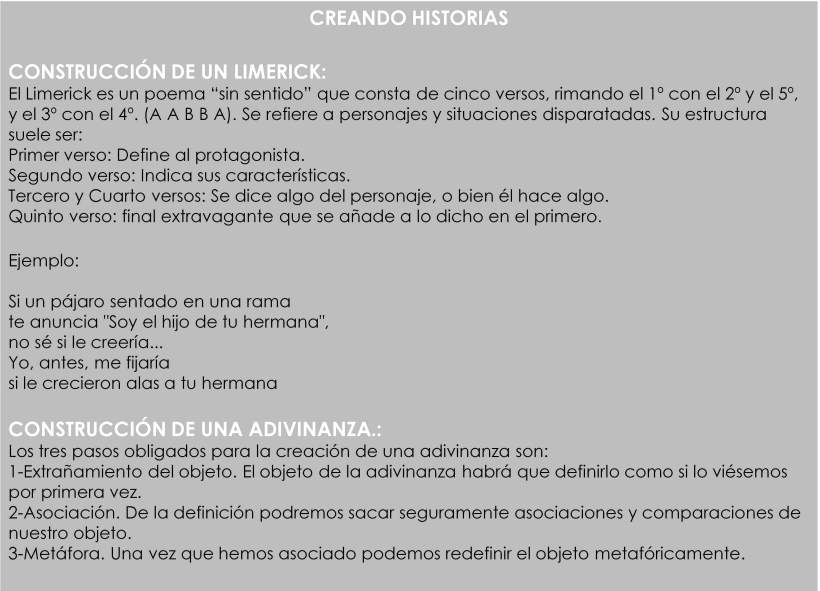 CREANDO HISTORIAS
CONSTRUCCIÓN DE UN LIMERICK:
El Limerick es un poema “sin sentido” que consta de cinco versos, rimando el 1º con el 2º y el 5º,
y el 3º con el 4º. (A A B B A). Se refiere a personajes y situaciones disparatadas. Su estructura
suele ser:
Primer verso: Define al protagonista.
Segundo verso: Indica sus características.
Tercero y Cuarto versos: Se dice algo del personaje, o bien él hace algo.
Quinto verso: final extravagante que se añade a lo dicho en el primero.
Ejemplo:
Si un pájaro sentado en una rama
te anuncia "Soy el hijo de tu hermana",
no sé si le creería...
Yo, antes, me fijaría
si le crecieron alas a tu hermana
CONSTRUCCIÓN DE UNA ADIVINANZA.:
Los tres pasos obligados para la creación de una adivinanza son:
1-Extrañamiento del objeto. El objeto de la adivinanza habrá que definirlo como si lo viésemos
por primera vez.
2-Asociación. De la definición podremos sacar seguramente asociaciones y comparaciones de
nuestro objeto.
3-Metáfora. Una vez que hemos asociado podemos redefinir el objeto metafóricamente.